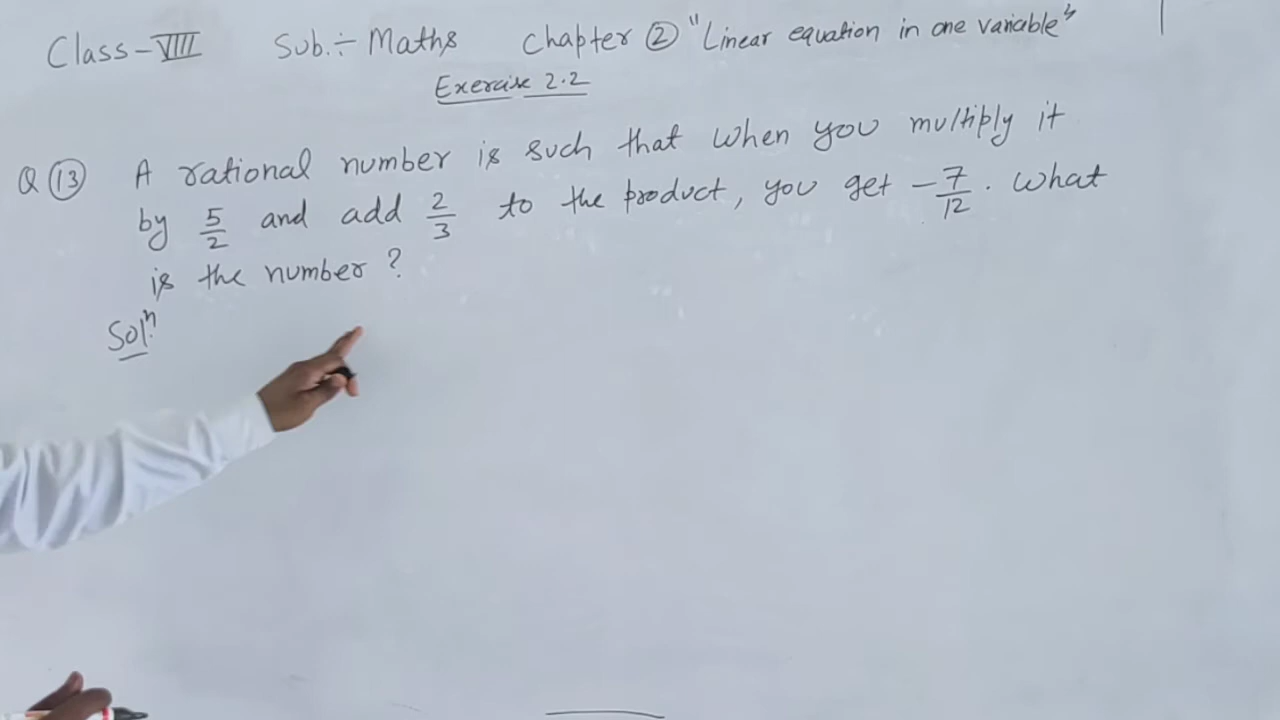 Class-VIII Sub.÷ Maths Chapter ② "Linear equation in one variable"
Exercise 2.2
Q ⑬ A rational number is such that when you multiply it
by 5/2 and add 2/3 to the product, you get -7/12. What
is the number?
Solⁿ.